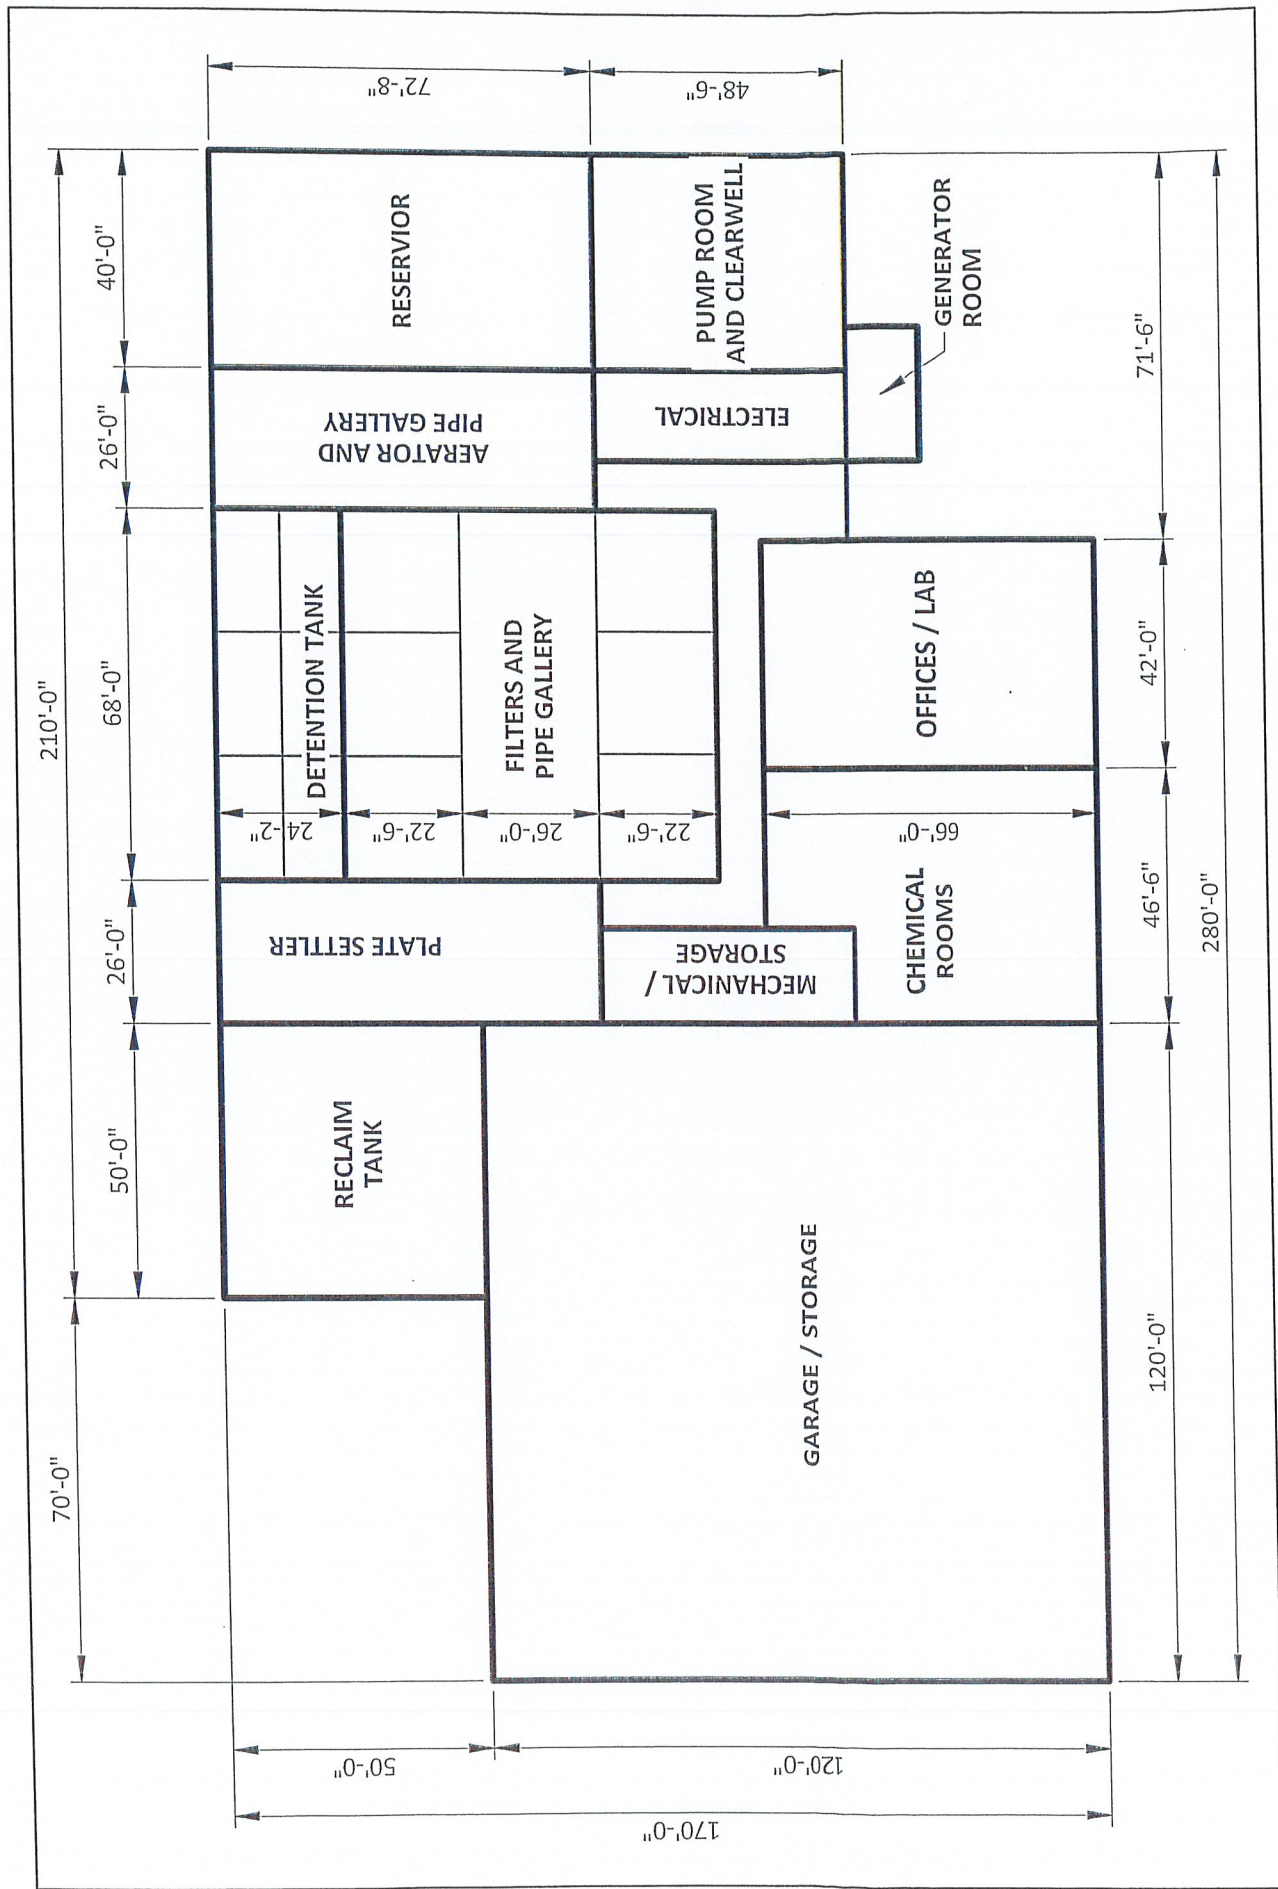 210'-0"
70'-0"
50'-0"
26'-0"
68'-0"
26'-0"
40'-0"
72'-8"
48'-6"
RECLAIM
TANK
PLATE SETTLER
DETENTION TANK
24'-2"
22'-6"
26'-0"
22'-6"
FILTERS AND
PIPE GALLERY
AERATOR AND
PIPE GALLERY
RESERVIOR
ELECTRICAL
PUMP ROOM
AND CLEARWELL
GENERATOR
ROOM
MECHANICAL /
STORAGE
CHEMICAL
ROOMS
66'-0"
OFFICES / LAB
GARAGE / STORAGE
50'-0"
120'-0"
170'-0"
120'-0"
46'-6"
42'-0"
71'-6"
280'-0"